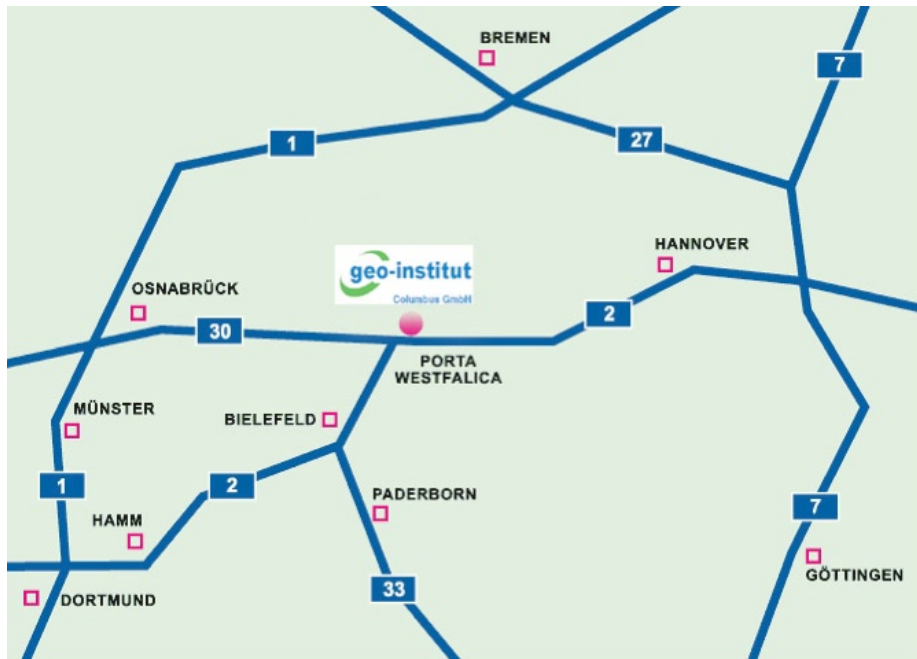 BREMEN
7
1
27
HANNOVER
geo-institut
Columbus GmbH
OSNABRÜCK
2
30
PORTA
WESTFALICA
MÜNSTER
BIELEFELD
1
2
PADERBORN
7
HAMM
GÖTTINGEN
33
DORTMUND